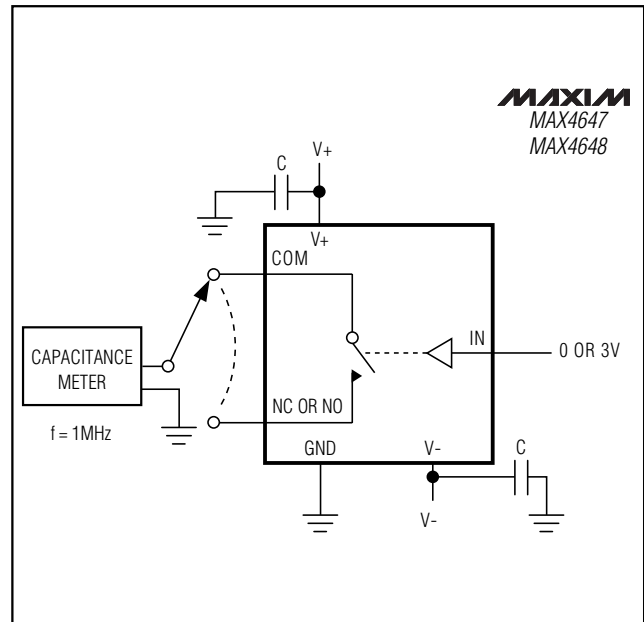 MAXIM
MAX4647
MAX4648
V+
C
V+
COM
IN
0 OR 3V
CAPACITANCE
METER
NC OR NO
f = 1MHz
GND
V-
C
V-